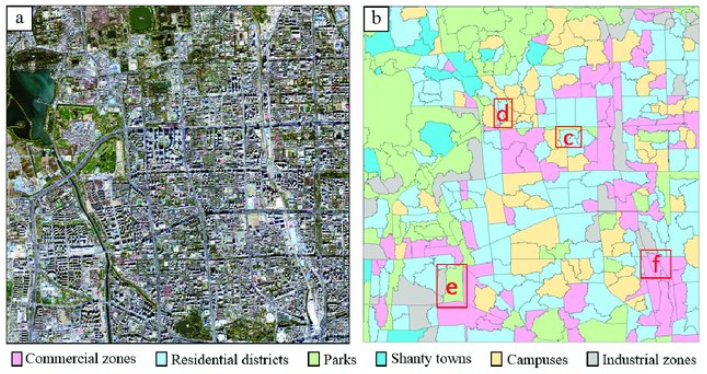 a
b
d
c
e
f
Commercial zones
Residential districts
Parks
Shanty towns
Campuses
Industrial zones